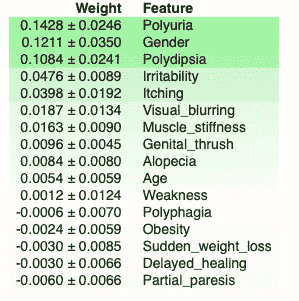 Weight Feature
0.1428 ± 0.0246 Polyuria
0.1211 ± 0.0350 Gender
0.1084 ± 0.0241 Polydipsia
0.0476 ± 0.0089 Irritability
0.0398 ± 0.0192 Itching
0.0187 ± 0.0134 Visual_blurring
0.0163 ± 0.0090 Muscle_stiffness
0.0096 ± 0.0045 Genital_thrush
0.0084 ± 0.0080 Alopecia
0.0054 ± 0.0059 Age
0.0012 ± 0.0124 Weakness
-0.0006 ± 0.0070 Polyphagia
-0.0024 ± 0.0059 Obesity
-0.0030 ± 0.0085 Sudden_weight_loss
-0.0030 ± 0.0066 Delayed_healing
-0.0060 ± 0.0066 Partial_paresis